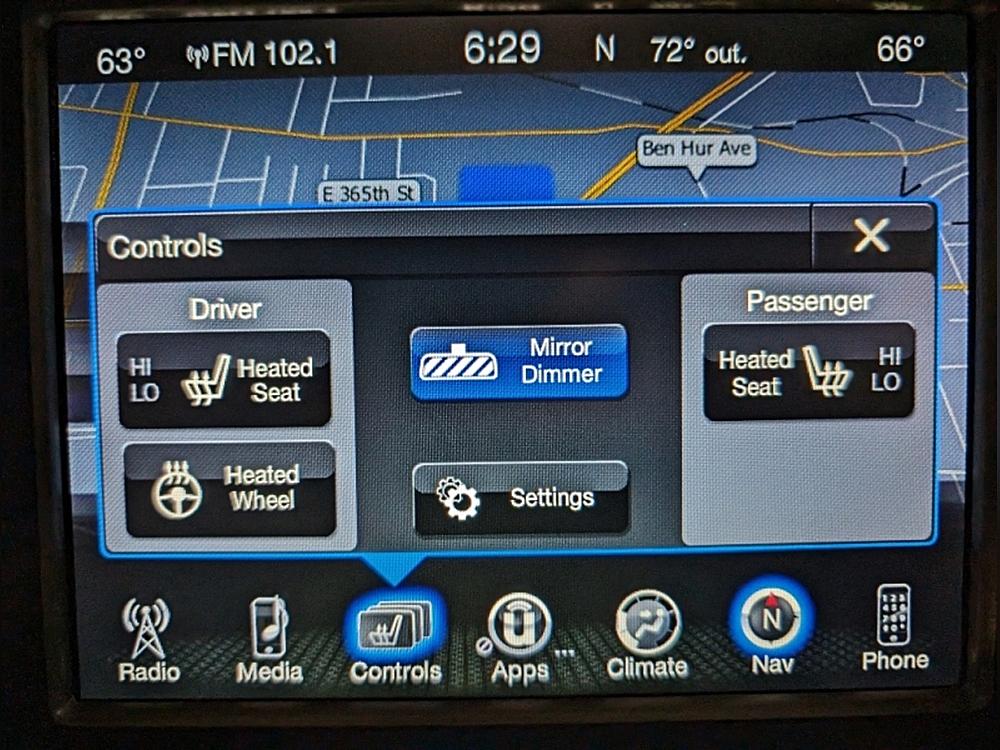 63° FM 102.1 6:29 N 72° out. 66°
Ben Hur Ave
E 365th St
Controls
Driver
HI
LO
Heated
Seat
Heated
Wheel
Mirror
Dimmer
Settings
Passenger
Heated
Seat
HI
LO
Radio
Media
Controls
Apps
Climate
N
Nav
Phone